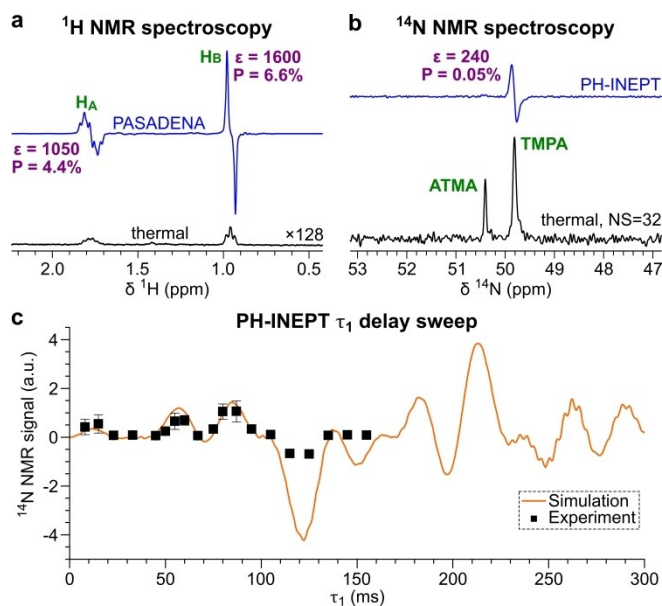 a
¹H NMR spectroscopy
H_B
ε = 1600
P = 6.6%
H_A
PASADENA
ε = 1050
P = 4.4%
thermal
×128
2.0 1.5 1.0 0.5
δ ¹H (ppm)
b
¹⁴N NMR spectroscopy
ε = 240
P = 0.05%
PH-INEPT
TMPA
ATMA
thermal, NS=32
53 52 51 50 49 48 47
δ ¹⁴N (ppm)
c
PH-INEPT τ₁ delay sweep
¹⁴N NMR signal (a.u.)
4
2
0
-2
-4
Simulation
Experiment
0 50 100 150 200 250 300
τ₁ (ms)